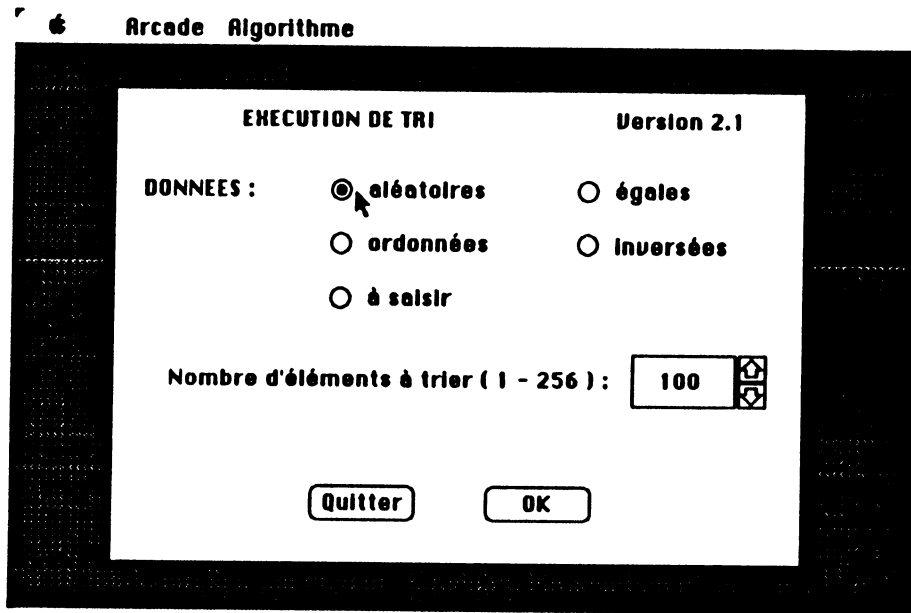 Arcade Algorithme
EXECUTION DE TRI Version 2.1
DONNEES : aléatoires égales
ordonnées inversées
à saisir
Nombre d'éléments à trier ( 1 - 256 ) : 100
Quitter OK